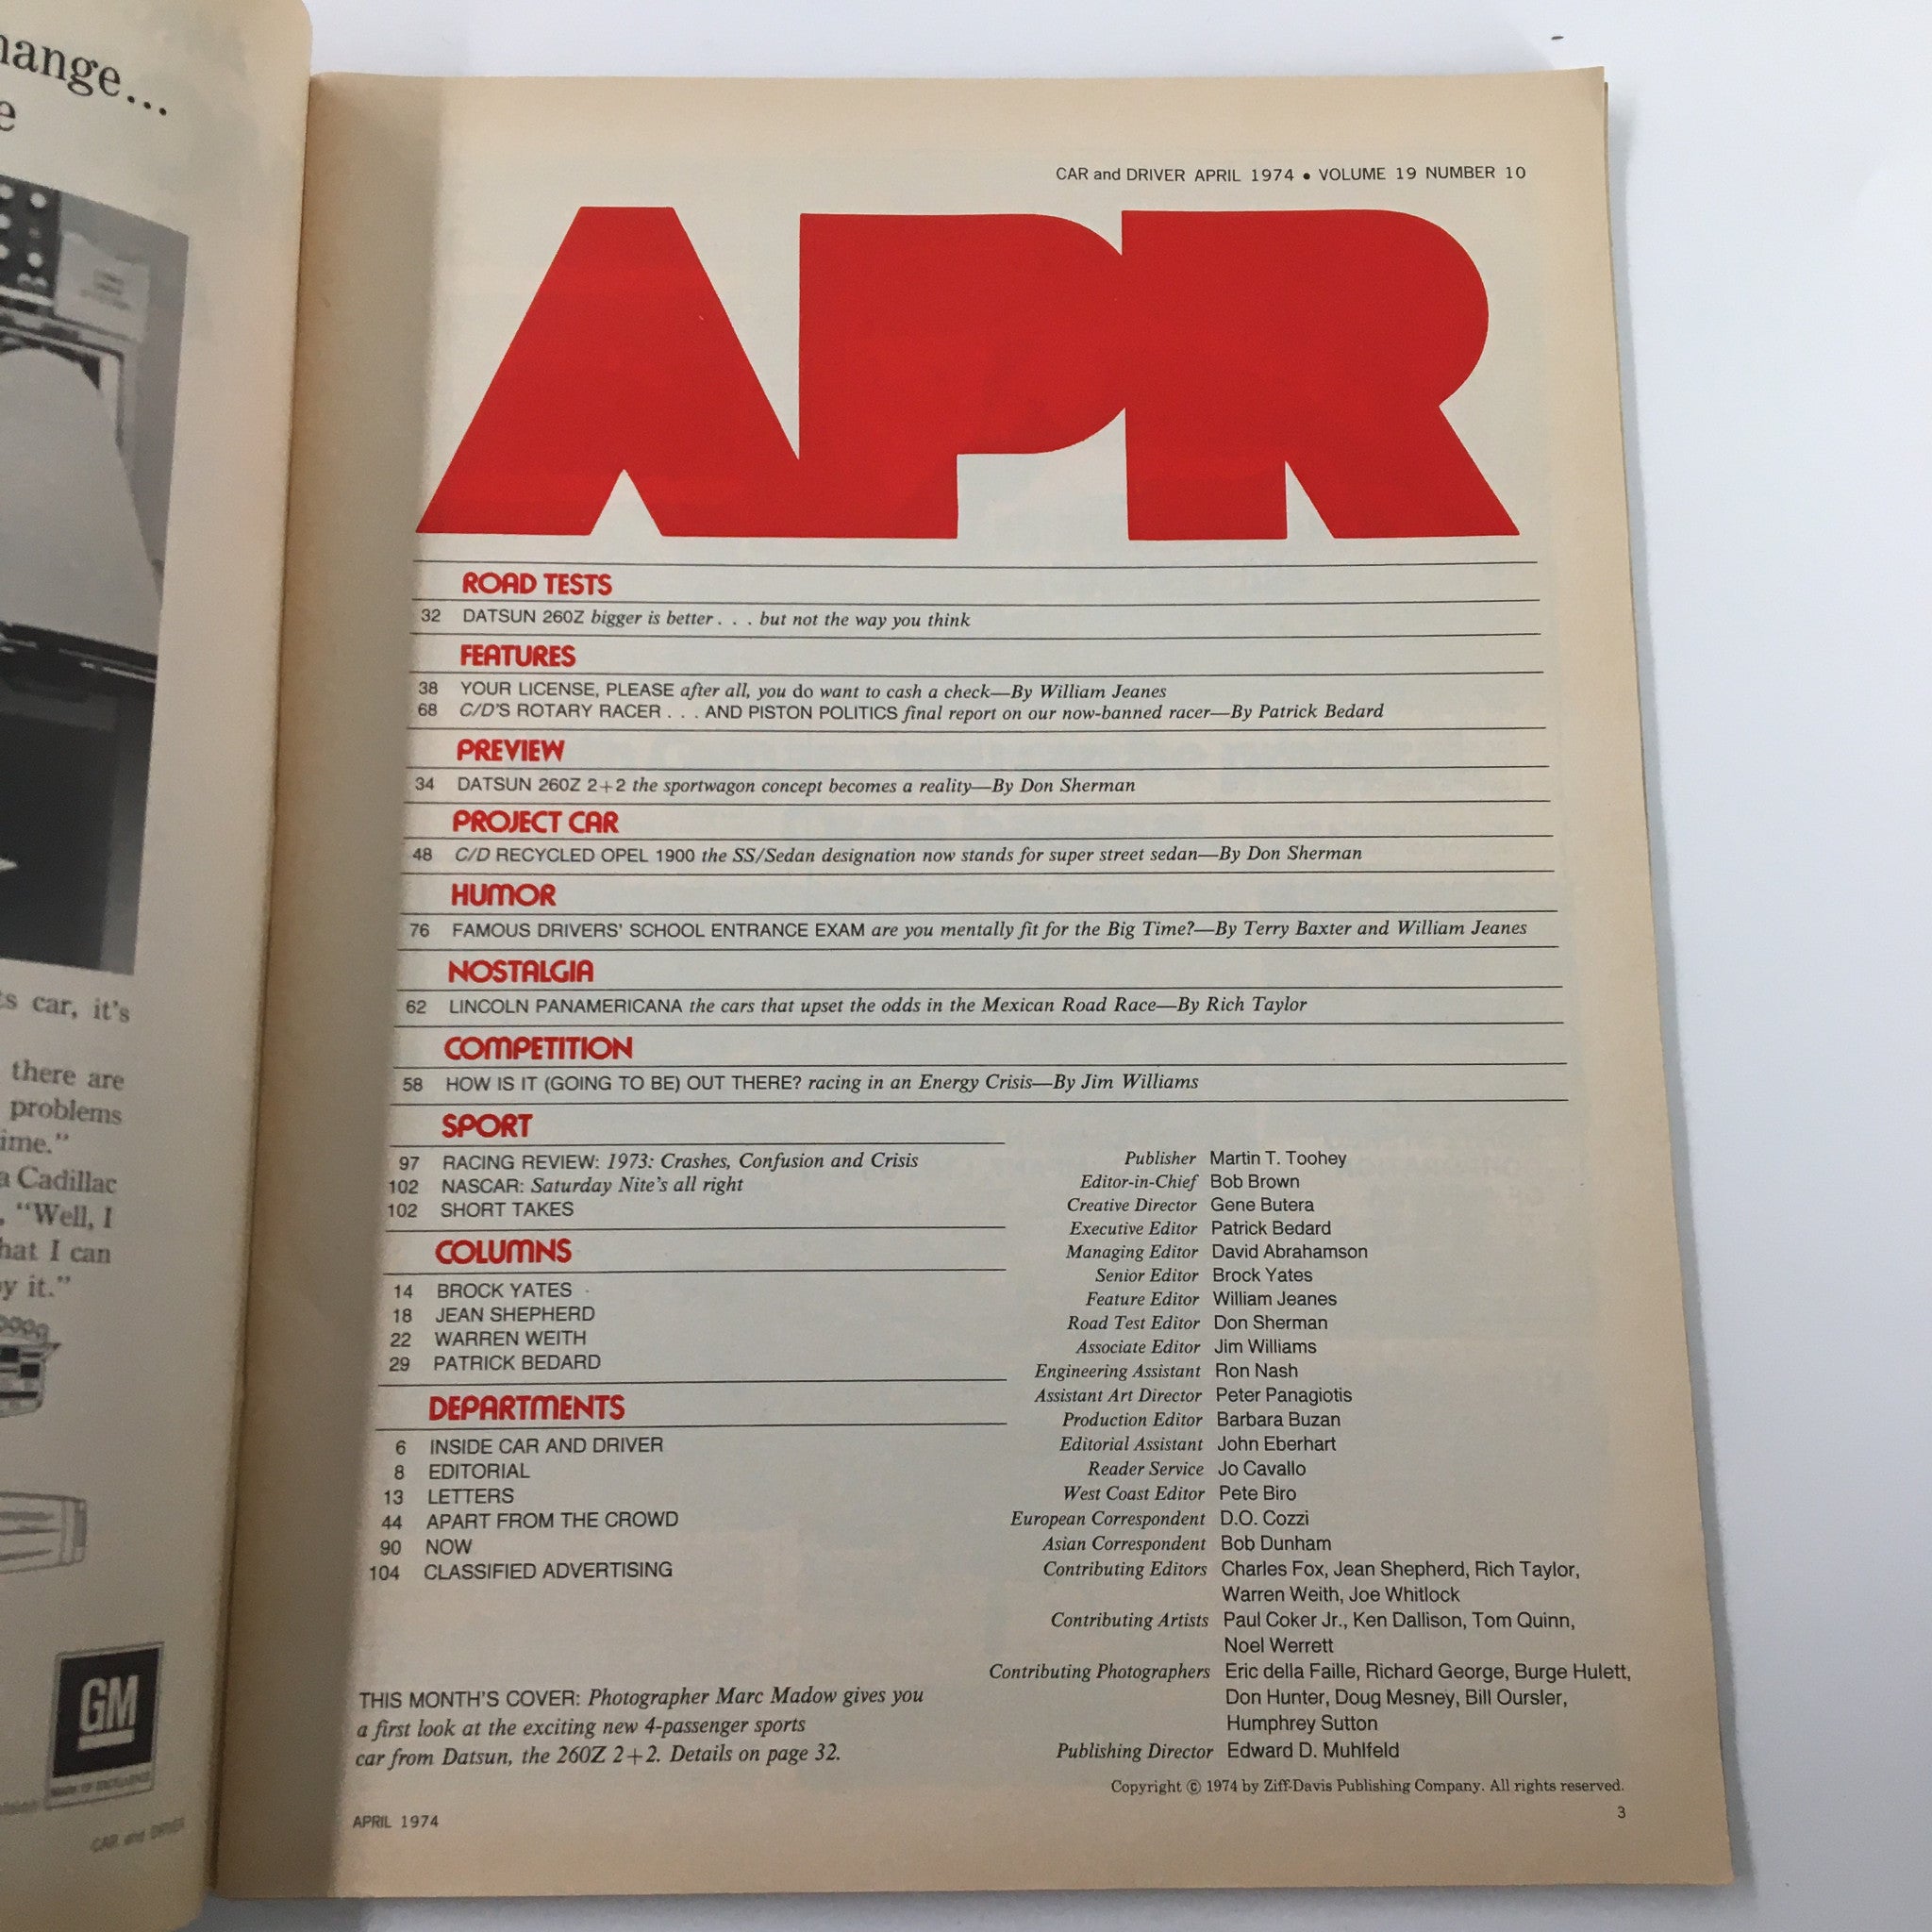 hange...
e
ts car, it's
there are
problems
ime."
a Cadillac
, "Well, I
hat I can
y it."
GM
MARK OF EXCELLENCE
CAR and DRIVER
CAR and DRIVER APRIL 1974 • VOLUME 19 NUMBER 10
APR
ROAD TESTS
32 DATSUN 260Z bigger is better . . . but not the way you think
FEATURES
38 YOUR LICENSE, PLEASE after all, you do want to cash a check—By William Jeanes
68 C/D'S ROTARY RACER . . . AND PISTON POLITICS final report on our now-banned racer—By Patrick Bedard
PREVIEW
34 DATSUN 260Z 2+2 the sportwagon concept becomes a reality—By Don Sherman
PROJECT CAR
48 C/D RECYCLED OPEL 1900 the SS/Sedan designation now stands for super street sedan—By Don Sherman
HUMOR
76 FAMOUS DRIVERS' SCHOOL ENTRANCE EXAM are you mentally fit for the Big Time?—By Terry Baxter and William Jeanes
NOSTALGIA
62 LINCOLN PANAMERICANA the cars that upset the odds in the Mexican Road Race—By Rich Taylor
COMPETITION
58 HOW IS IT (GOING TO BE) OUT THERE? racing in an Energy Crisis—By Jim Williams
SPORT
97 RACING REVIEW: 1973: Crashes, Confusion and Crisis
102 NASCAR: Saturday Nite's all right
102 SHORT TAKES
COLUMNS
14 BROCK YATES
18 JEAN SHEPHERD
22 WARREN WEITH
29 PATRICK BEDARD
DEPARTMENTS
6 INSIDE CAR AND DRIVER
8 EDITORIAL
13 LETTERS
44 APART FROM THE CROWD
90 NOW
104 CLASSIFIED ADVERTISING
THIS MONTH'S COVER: Photographer Marc Madow gives you
a first look at the exciting new 4-passenger sports
car from Datsun, the 260Z 2+2. Details on page 32.
Publisher Martin T. Toohey
Editor-in-Chief Bob Brown
Creative Director Gene Butera
Executive Editor Patrick Bedard
Managing Editor David Abrahamson
Senior Editor Brock Yates
Feature Editor William Jeanes
Road Test Editor Don Sherman
Associate Editor Jim Williams
Engineering Assistant Ron Nash
Assistant Art Director Peter Panagiotis
Production Editor Barbara Buzan
Editorial Assistant John Eberhart
Reader Service Jo Cavallo
West Coast Editor Pete Biro
European Correspondent D.O. Cozzi
Asian Correspondent Bob Dunham
Contributing Editors Charles Fox, Jean Shepherd, Rich Taylor,
Warren Weith, Joe Whitlock
Contributing Artists Paul Coker Jr., Ken Dallison, Tom Quinn,
Noel Werrett
Contributing Photographers Eric della Faille, Richard George, Burge Hulett,
Don Hunter, Doug Mesney, Bill Oursler,
Humphrey Sutton
Publishing Director Edward D. Muhlfeld
Copyright © 1974 by Ziff-Davis Publishing Company. All rights reserved.
APRIL 1974
3